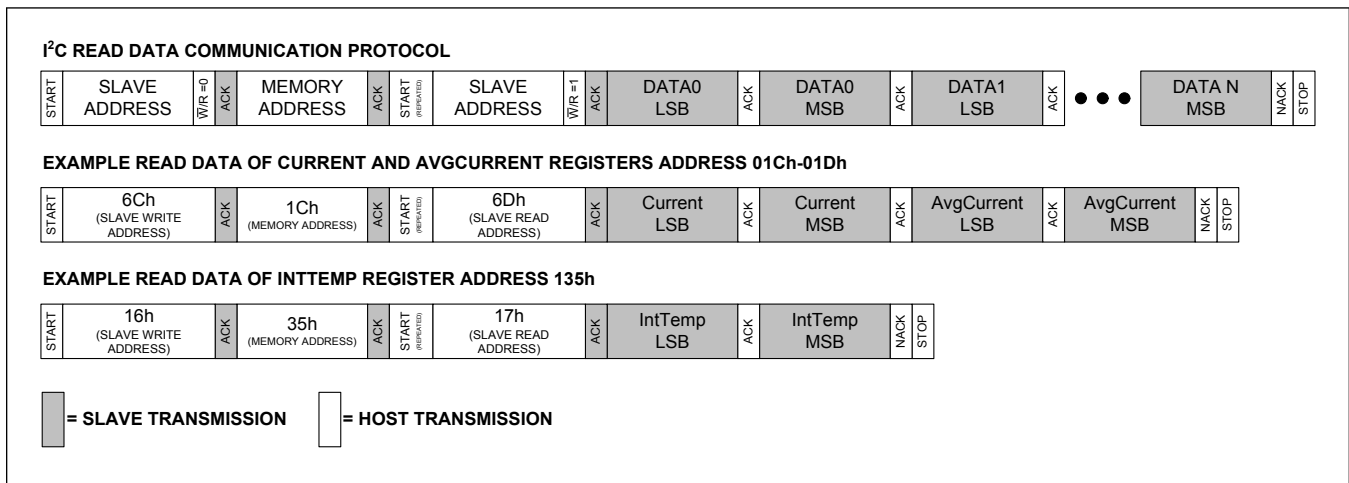 I²C READ DATA COMMUNICATION PROTOCOL
START
SLAVE
ADDRESS
W̅/R =0
ACK
MEMORY
ADDRESS
ACK
START
(REPEATED)
SLAVE
ADDRESS
W̅/R =1
ACK
DATA0
LSB
ACK
DATA0
MSB
ACK
DATA1
LSB
ACK
DATA N
MSB
NACK
STOP
EXAMPLE READ DATA OF CURRENT AND AVGCURRENT REGISTERS ADDRESS 01Ch-01Dh
START
6Ch
(SLAVE WRITE
ADDRESS)
ACK
1Ch
(MEMORY ADDRESS)
ACK
START
(REPEATED)
6Dh
(SLAVE READ
ADDRESS)
ACK
Current
LSB
ACK
Current
MSB
ACK
AvgCurrent
LSB
ACK
AvgCurrent
MSB
NACK
STOP
EXAMPLE READ DATA OF INTTEMP REGISTER ADDRESS 135h
START
16h
(SLAVE WRITE
ADDRESS)
ACK
35h
(MEMORY ADDRESS)
ACK
START
(REPEATED)
17h
(SLAVE READ
ADDRESS)
ACK
IntTemp
LSB
ACK
IntTemp
MSB
NACK
STOP
= SLAVE TRANSMISSION
= HOST TRANSMISSION